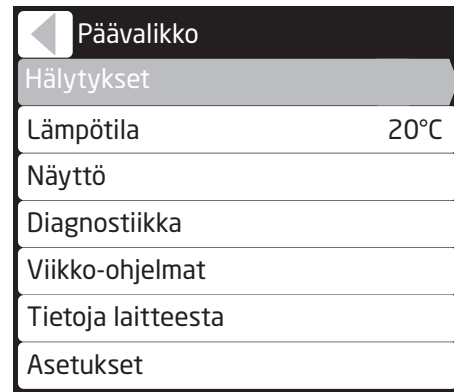 Päävalikko
Hälytykset
Lämpötila 20°C
Näyttö
Diagnostiikka
Viikko-ohjelmat
Tietoja laitteesta
Asetukset